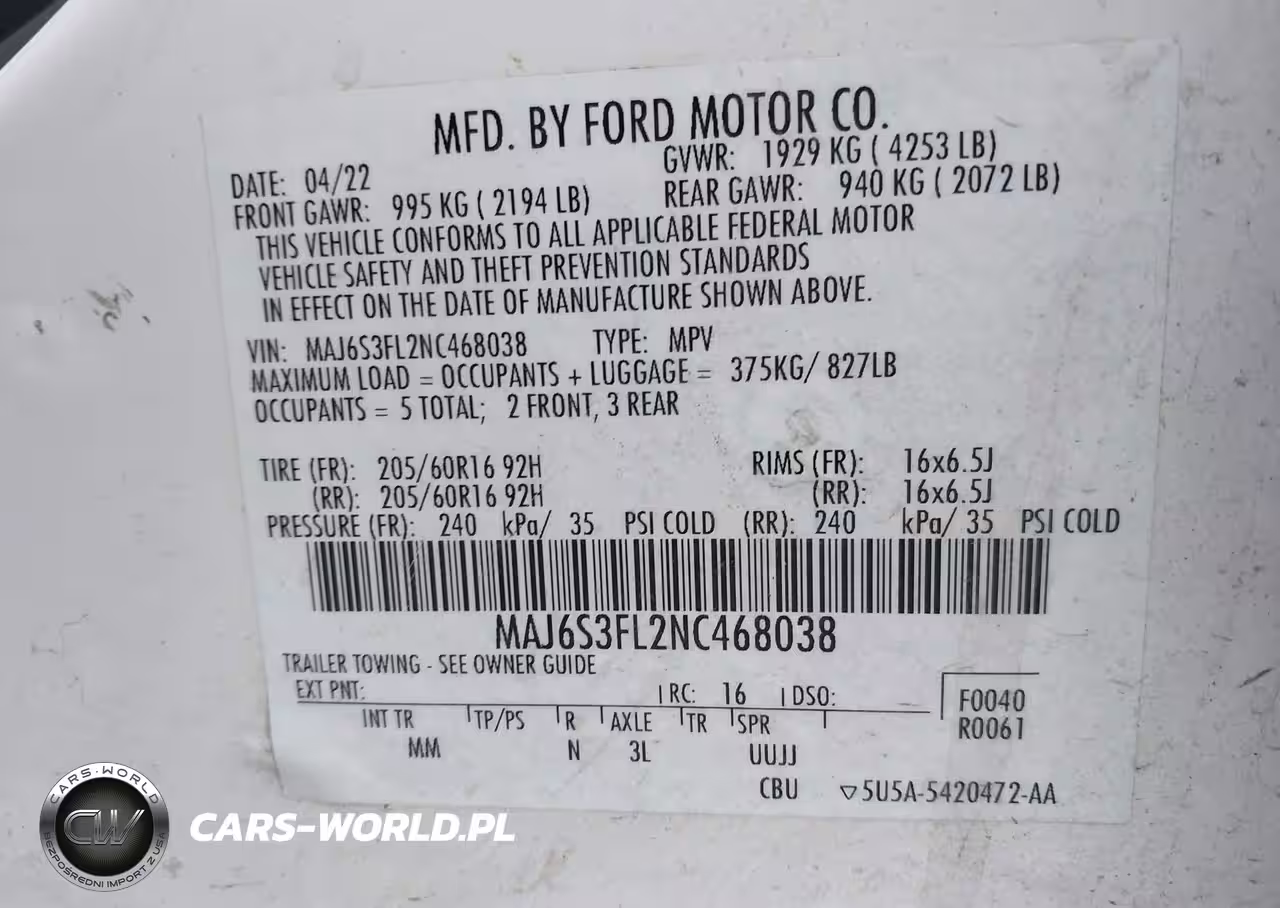 MFD. BY FORD MOTOR CO.
DATE: 04/22 GVWR: 1929 KG ( 4253 LB)
FRONT GAWR: 995 KG ( 2194 LB) REAR GAWR: 940 KG ( 2072 LB)
THIS VEHICLE CONFORMS TO ALL APPLICABLE FEDERAL MOTOR
VEHICLE SAFETY AND THEFT PREVENTION STANDARDS
IN EFFECT ON THE DATE OF MANUFACTURE SHOWN ABOVE.
VIN: MAJ6S3FL2NC468038 TYPE: MPV
MAXIMUM LOAD = OCCUPANTS + LUGGAGE = 375KG/ 827LB
OCCUPANTS = 5 TOTAL; 2 FRONT, 3 REAR
TIRE (FR): 205/60R16 92H RIMS (FR): 16x6.5J
(RR): 205/60R16 92H (RR): 16x6.5J
PRESSURE (FR): 240 kPa/ 35 PSI COLD (RR): 240 kPa/ 35 PSI COLD
MAJ6S3FL2NC468038
TRAILER TOWING - SEE OWNER GUIDE
EXT PNT: RC: 16 DSO: F0040
INT TR TP/PS R AXLE TR SPR R0061
MM N 3L UUJJ
CBU ▽5U5A-5420472-AA
CARS-WORLD
CW
BEZPOŚREDNI IMPORT Z USA
CARS-WORLD.PL